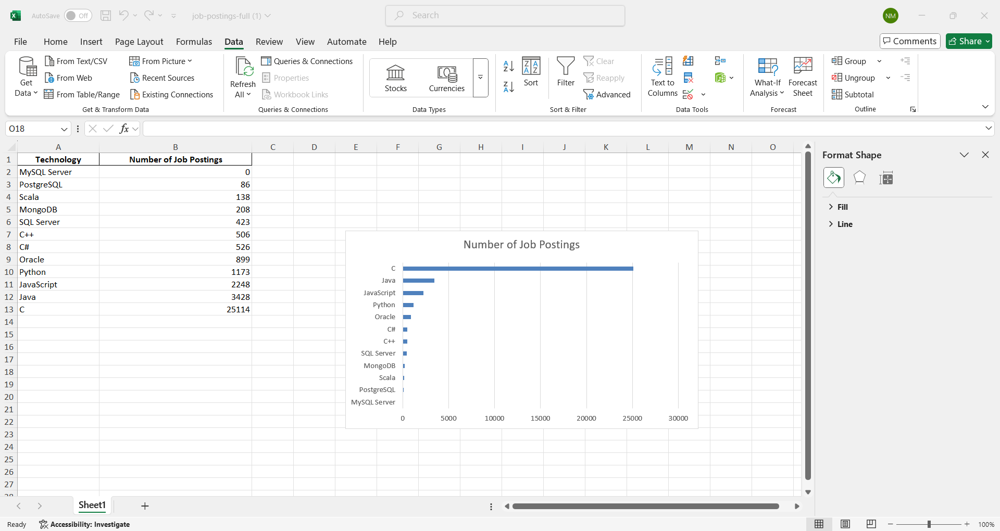 AutoSave Off job-postings-full (1) Search NM
File Home Insert Page Layout Formulas Data Review View Automate Help Comments Share
Get Data
From Text/CSV
From Web
From Table/Range
From Picture
Recent Sources
Existing Connections
Get & Transform Data
Refresh All
Queries & Connections
Properties
Workbook Links
Queries & Connections
Stocks
Currencies
Data Types
Sort
Filter
Clear
Reapply
Advanced
Sort & Filter
Text to Columns
Data Tools
What-If Analysis
Forecast Sheet
Forecast
Group
Ungroup
Subtotal
Outline
O18 fx
A B C D E F G H I J K L M N O
1 Technology Number of Job Postings
2 MySQL Server 0
3 PostgreSQL 86
4 Scala 138
5 MongoDB 208
6 SQL Server 423
7 C++ 506
8 C# 526
9 Oracle 899
10 Python 1173
11 JavaScript 2248
12 Java 3428
13 C 25114
14
15
16
17
18
19
20
21
22
23
24
25
26
27
28
Number of Job Postings
C
Java
JavaScript
Python
Oracle
C#
C++
SQL Server
MongoDB
Scala
PostgreSQL
MySQL Server
0 5000 10000 15000 20000 25000 30000
Format Shape
Fill
Line
Sheet1
Ready Accessibility: Investigate 100%